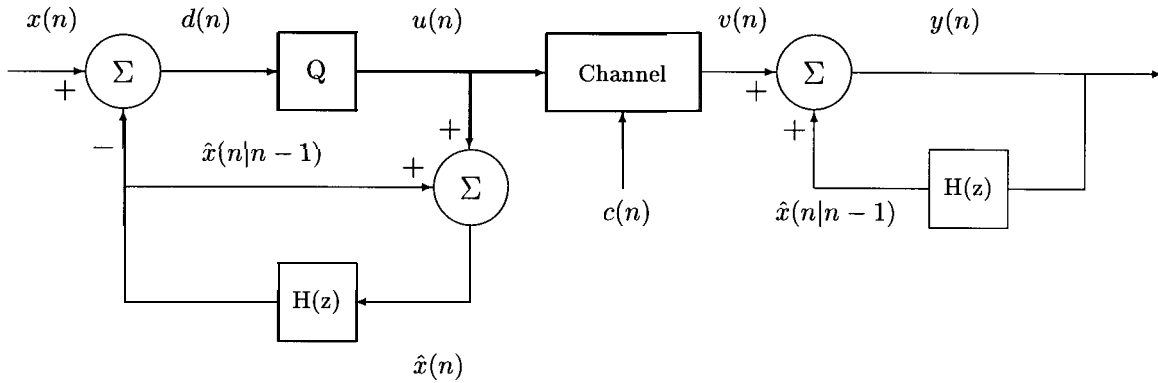 x(n) d(n) u(n) v(n) y(n)
Σ Q Channel Σ
+ + +
− x̂(n|n − 1) + + Σ + H(z)
c(n) x̂(n|n − 1)
H(z)
x̂(n)